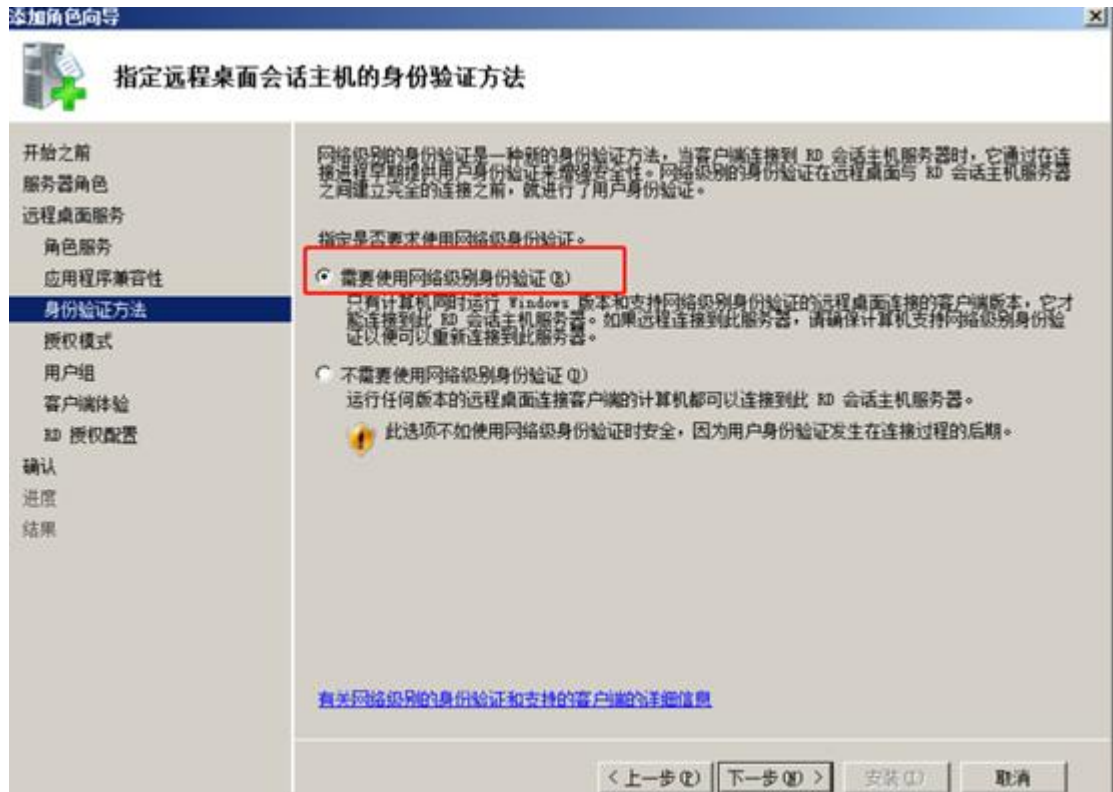 添加角色向导
指定远程桌面会话主机的身份验证方法
开始之前
服务器角色
远程桌面服务
角色服务
应用程序兼容性
身份验证方法
授权模式
用户组
客户端体验
RD 授权配置
确认
进度
结果
网络级别的身份验证是一种新的身份验证方法，当客户端连接到 RD 会话主机服务器时，它通过在连
接进程早期提供用户身份验证来增强安全性。网络级别的身份验证在远程桌面与 RD 会话主机服务器
之间建立完全的连接之前，就进行了用户身份验证。
指定是否要求使用网络级身份验证。
需要使用网络级别身份验证(R)
只有计算机同时运行 Windows 版本和支持网络级别身份验证的远程桌面连接的客户端版本，它才
能连接到此 RD 会话主机服务器。如果远程连接到此服务器，请确保计算机支持网络级别身份验
证以便可以重新连接到此服务器。
不需要使用网络级别身份验证(D)
运行任何版本的远程桌面连接客户端的计算机都可以连接到此 RD 会话主机服务器。
此选项不如使用网络级身份验证时安全，因为用户身份验证发生在连接过程的后期。
有关网络级别的身份验证和支持的客户端的详细信息
< 上一步(P)
下一步(N) >
安装(I)
取消